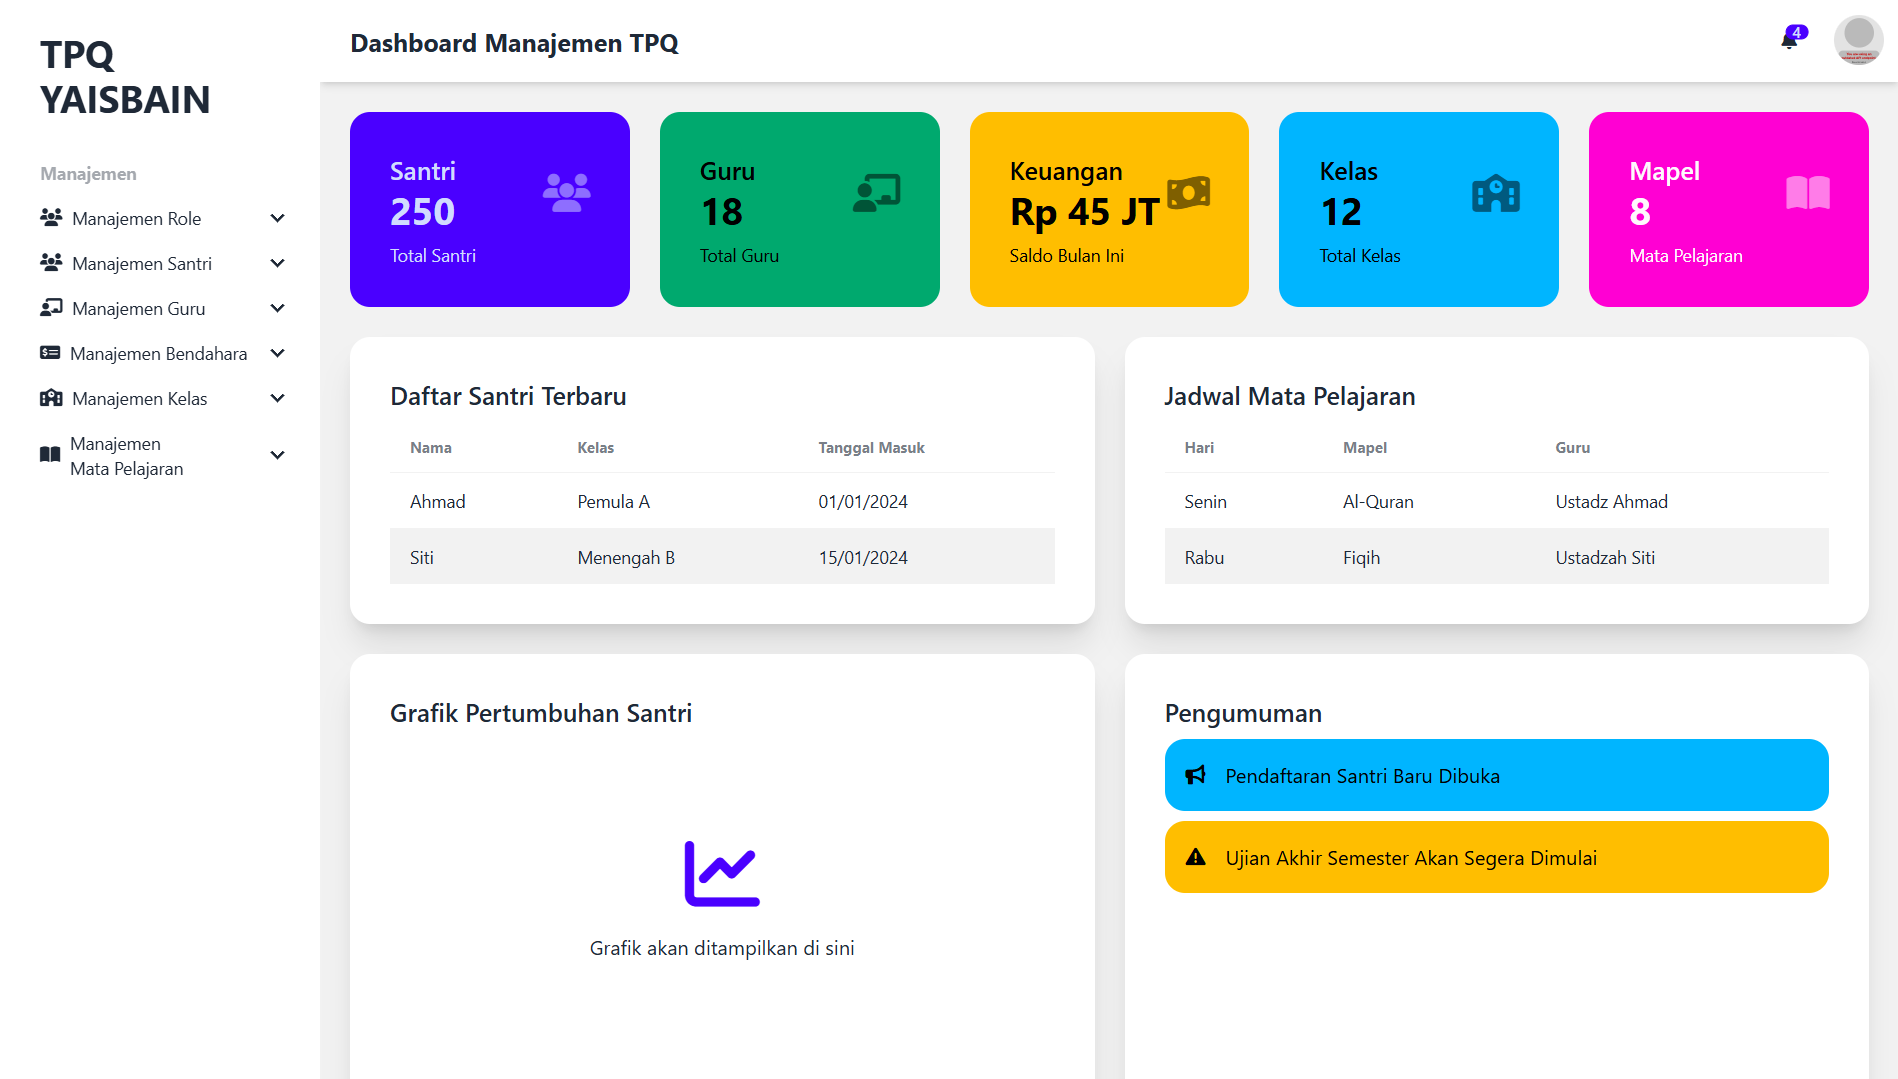 TPQ
YAISBAIN
Manajemen
Manajemen Role
Manajemen Santri
Manajemen Guru
Manajemen Bendahara
Manajemen Kelas
Manajemen
Mata Pelajaran
Dashboard Manajemen TPQ
4
Santri
250
Total Santri
Guru
18
Total Guru
Keuangan
Rp 45 JT
Saldo Bulan Ini
Kelas
12
Total Kelas
Mapel
8
Mata Pelajaran
Daftar Santri Terbaru
Nama Kelas Tanggal Masuk
Ahmad Pemula A 01/01/2024
Siti Menengah B 15/01/2024
Jadwal Mata Pelajaran
Hari Mapel Guru
Senin Al-Quran Ustadz Ahmad
Rabu Fiqih Ustadzah Siti
Grafik Pertumbuhan Santri
Grafik akan ditampilkan di sini
Pengumuman
Pendaftaran Santri Baru Dibuka
Ujian Akhir Semester Akan Segera Dimulai